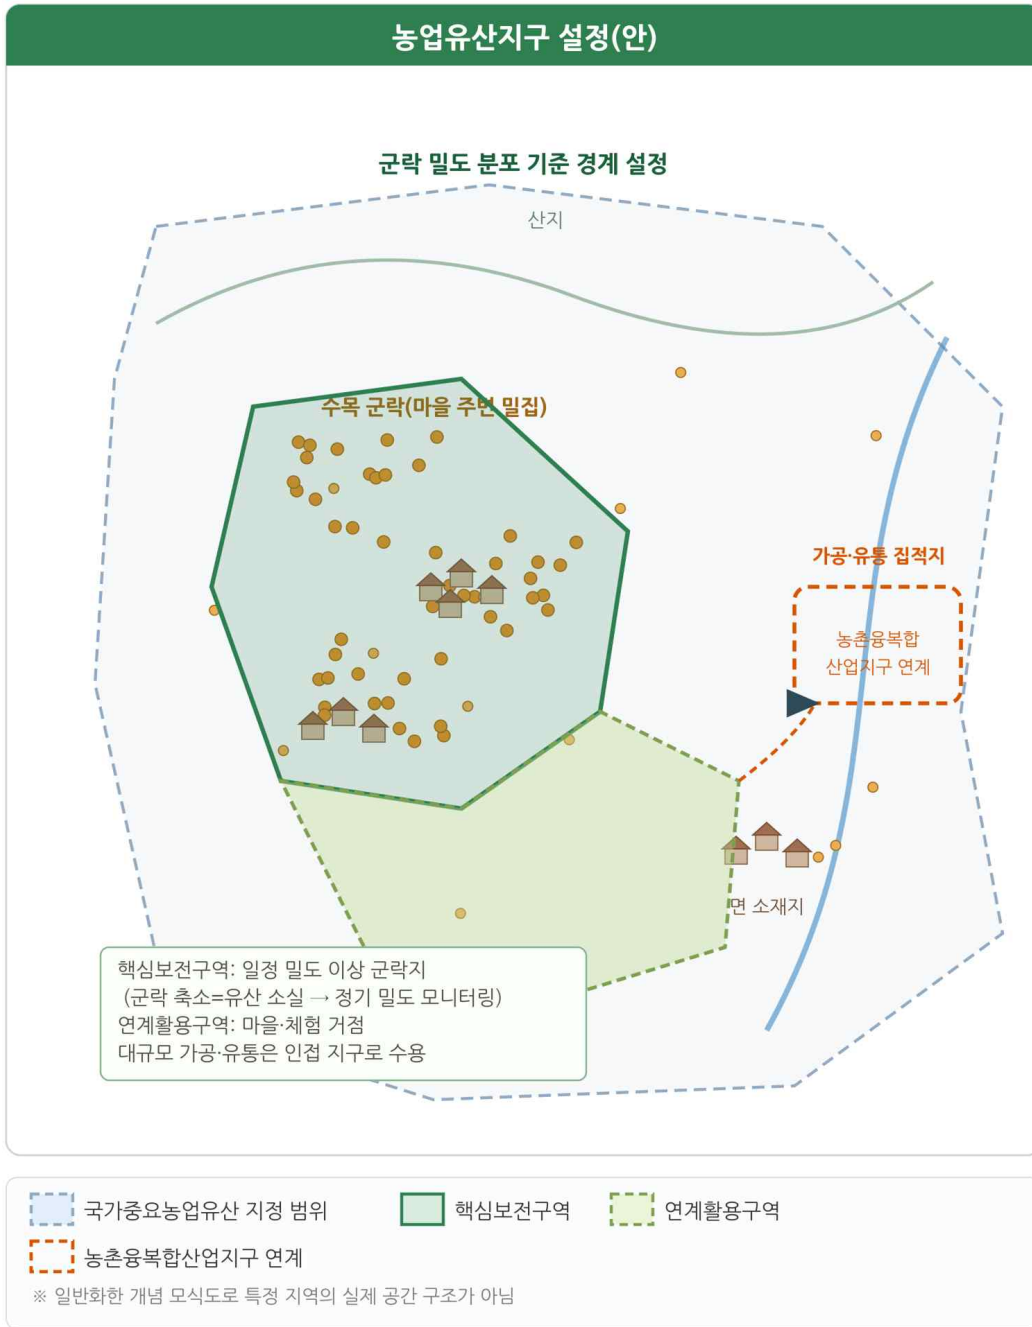 농업유산지구 설정(안)
군락 밀도 분포 기준 경계 설정
산지
수목 군락(마을 주변 밀집)
가공·유통 집적지
농촌융복합
산업지구 연계
면 소재지
핵심보전구역: 일정 밀도 이상 군락지
(군락 축소=유산 소실 → 정기 밀도 모니터링)
연계활용구역: 마을·체험 거점
대규모 가공·유통은 인접 지구로 수용
국가중요농업유산 지정 범위
핵심보전구역
연계활용구역
농촌융복합산업지구 연계
※ 일반화한 개념 모식도로 특정 지역의 실제 공간 구조가 아님